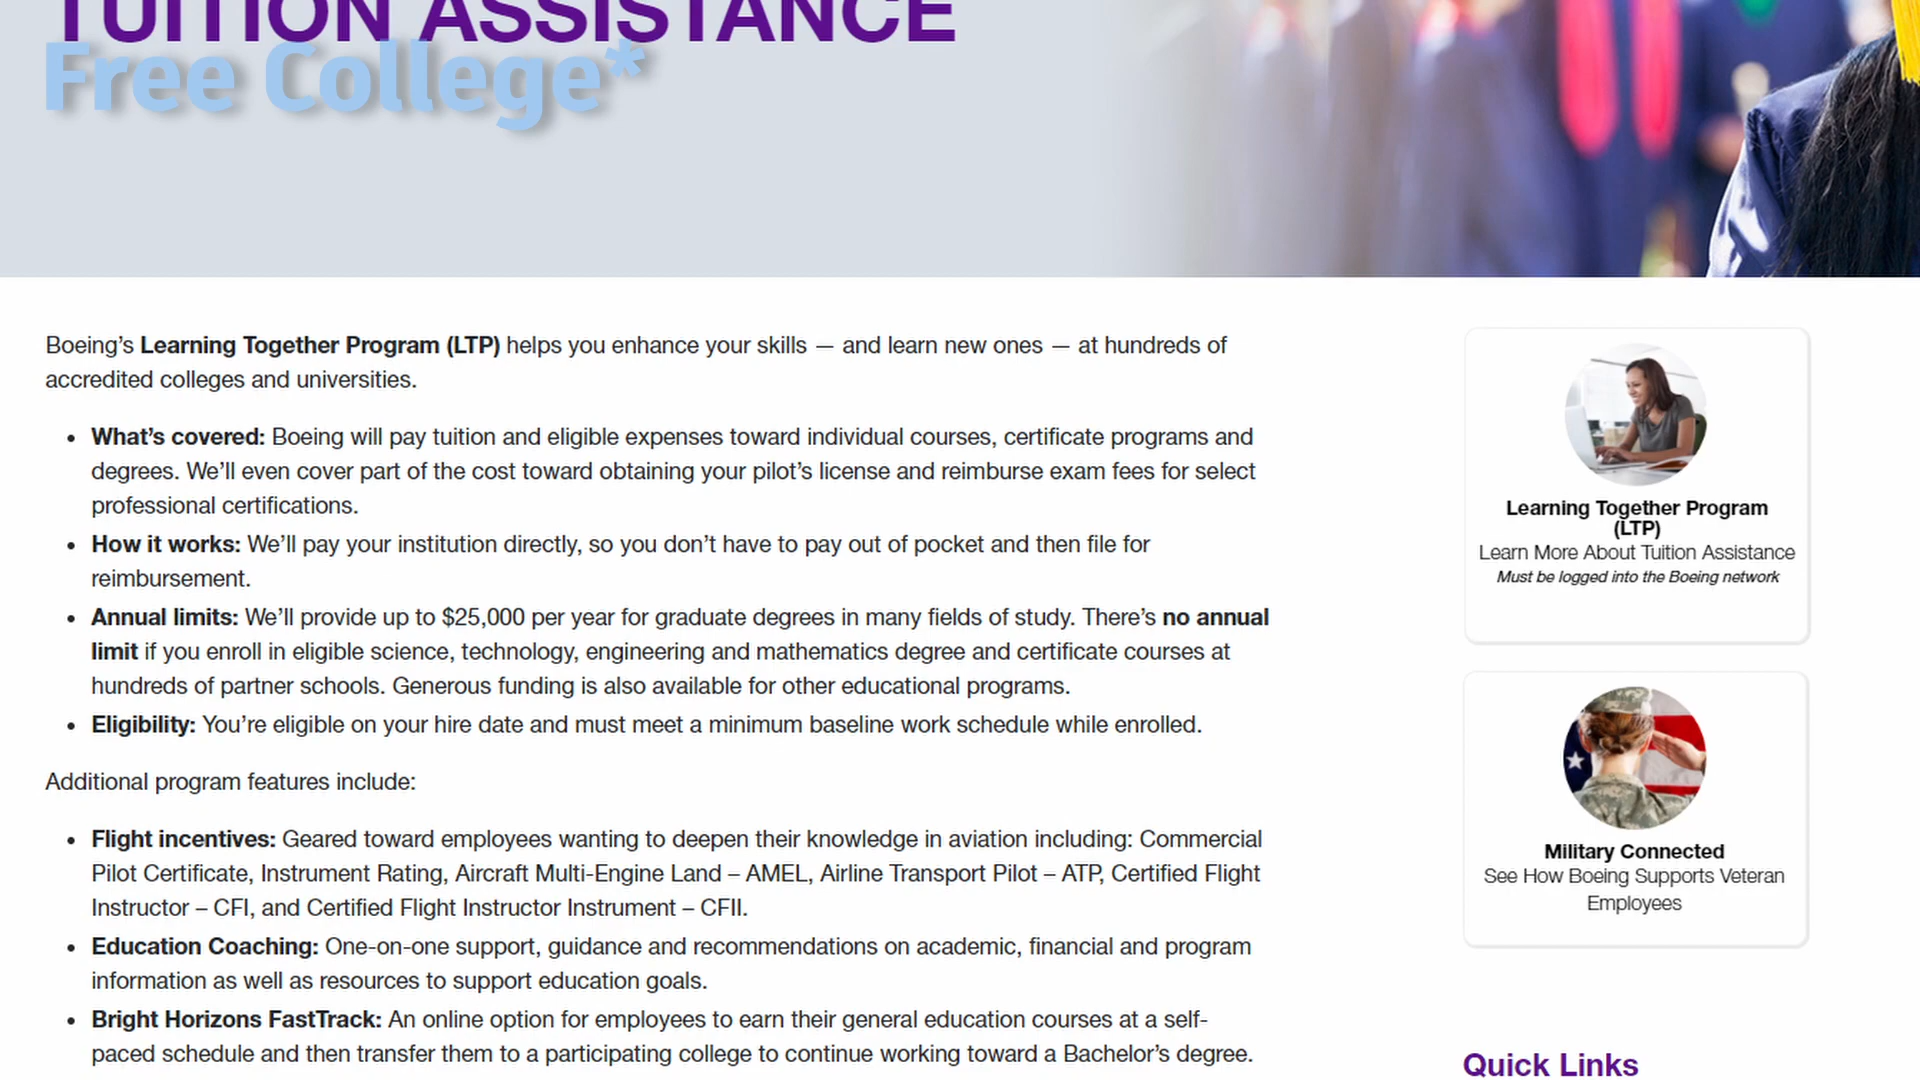 TUITION ASSISTANCE
Free College*
Boeing’s Learning Together Program (LTP) helps you enhance your skills — and learn new ones — at hundreds of
accredited colleges and universities.
• What’s covered: Boeing will pay tuition and eligible expenses toward individual courses, certificate programs and
degrees. We’ll even cover part of the cost toward obtaining your pilot’s license and reimburse exam fees for select
professional certifications.
• How it works: We’ll pay your institution directly, so you don’t have to pay out of pocket and then file for
reimbursement.
• Annual limits: We’ll provide up to $25,000 per year for graduate degrees in many fields of study. There’s no annual
limit if you enroll in eligible science, technology, engineering and mathematics degree and certificate courses at
hundreds of partner schools. Generous funding is also available for other educational programs.
• Eligibility: You’re eligible on your hire date and must meet a minimum baseline work schedule while enrolled.
Additional program features include:
• Flight incentives: Geared toward employees wanting to deepen their knowledge in aviation including: Commercial
Pilot Certificate, Instrument Rating, Aircraft Multi-Engine Land – AMEL, Airline Transport Pilot – ATP, Certified Flight
Instructor – CFI, and Certified Flight Instructor Instrument – CFII.
• Education Coaching: One-on-one support, guidance and recommendations on academic, financial and program
information as well as resources to support education goals.
• Bright Horizons FastTrack: An online option for employees to earn their general education courses at a self-
paced schedule and then transfer them to a participating college to continue working toward a Bachelor’s degree.
Learning Together Program
(LTP)
Learn More About Tuition Assistance
Must be logged into the Boeing network
Military Connected
See How Boeing Supports Veteran
Employees
Quick Links